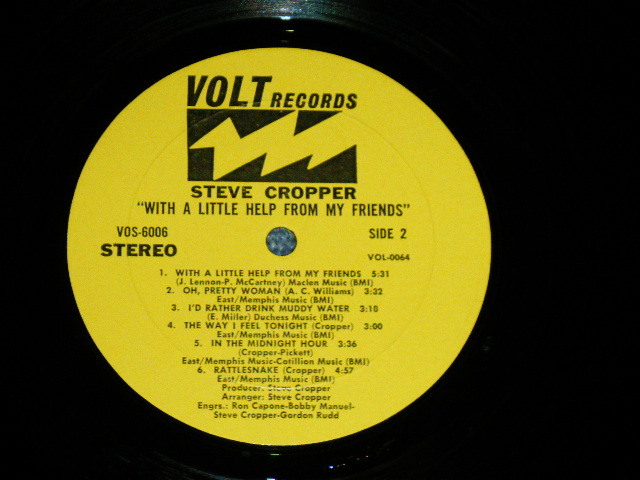 VOLT RECORDS
STEVE CROPPER
"WITH A LITTLE HELP FROM MY FRIENDS"
VOS-6006
SIDE 2
STEREO
VOL-0064
1. WITH A LITTLE HELP FROM MY FRIENDS 5:31
(J. Lennon-P. McCartney) Maclen Music (BMI)
2. OH, PRETTY WOMAN (A. C. Williams) 3:32
East/Memphis Music (BMI)
3. I'D RATHER DRINK MUDDY WATER 3:10
(E. Miller) Duchess Music (BMI)
4. THE WAY I FEEL TONIGHT (Cropper) 3:00
East/Memphis Music (BMI)
5. IN THE MIDNIGHT HOUR 3:36
(Cropper-Pickett)
East/Memphis Music-Cotillion Music (BMI)
6. RATTLESNAKE (Cropper) 4:57
East/Memphis Music (BMI)
Producer: Steve Cropper
Arranger: Steve Cropper
Engrs.: Ron Capone-Bobby Manuel-
Steve Cropper-Gordon Rudd